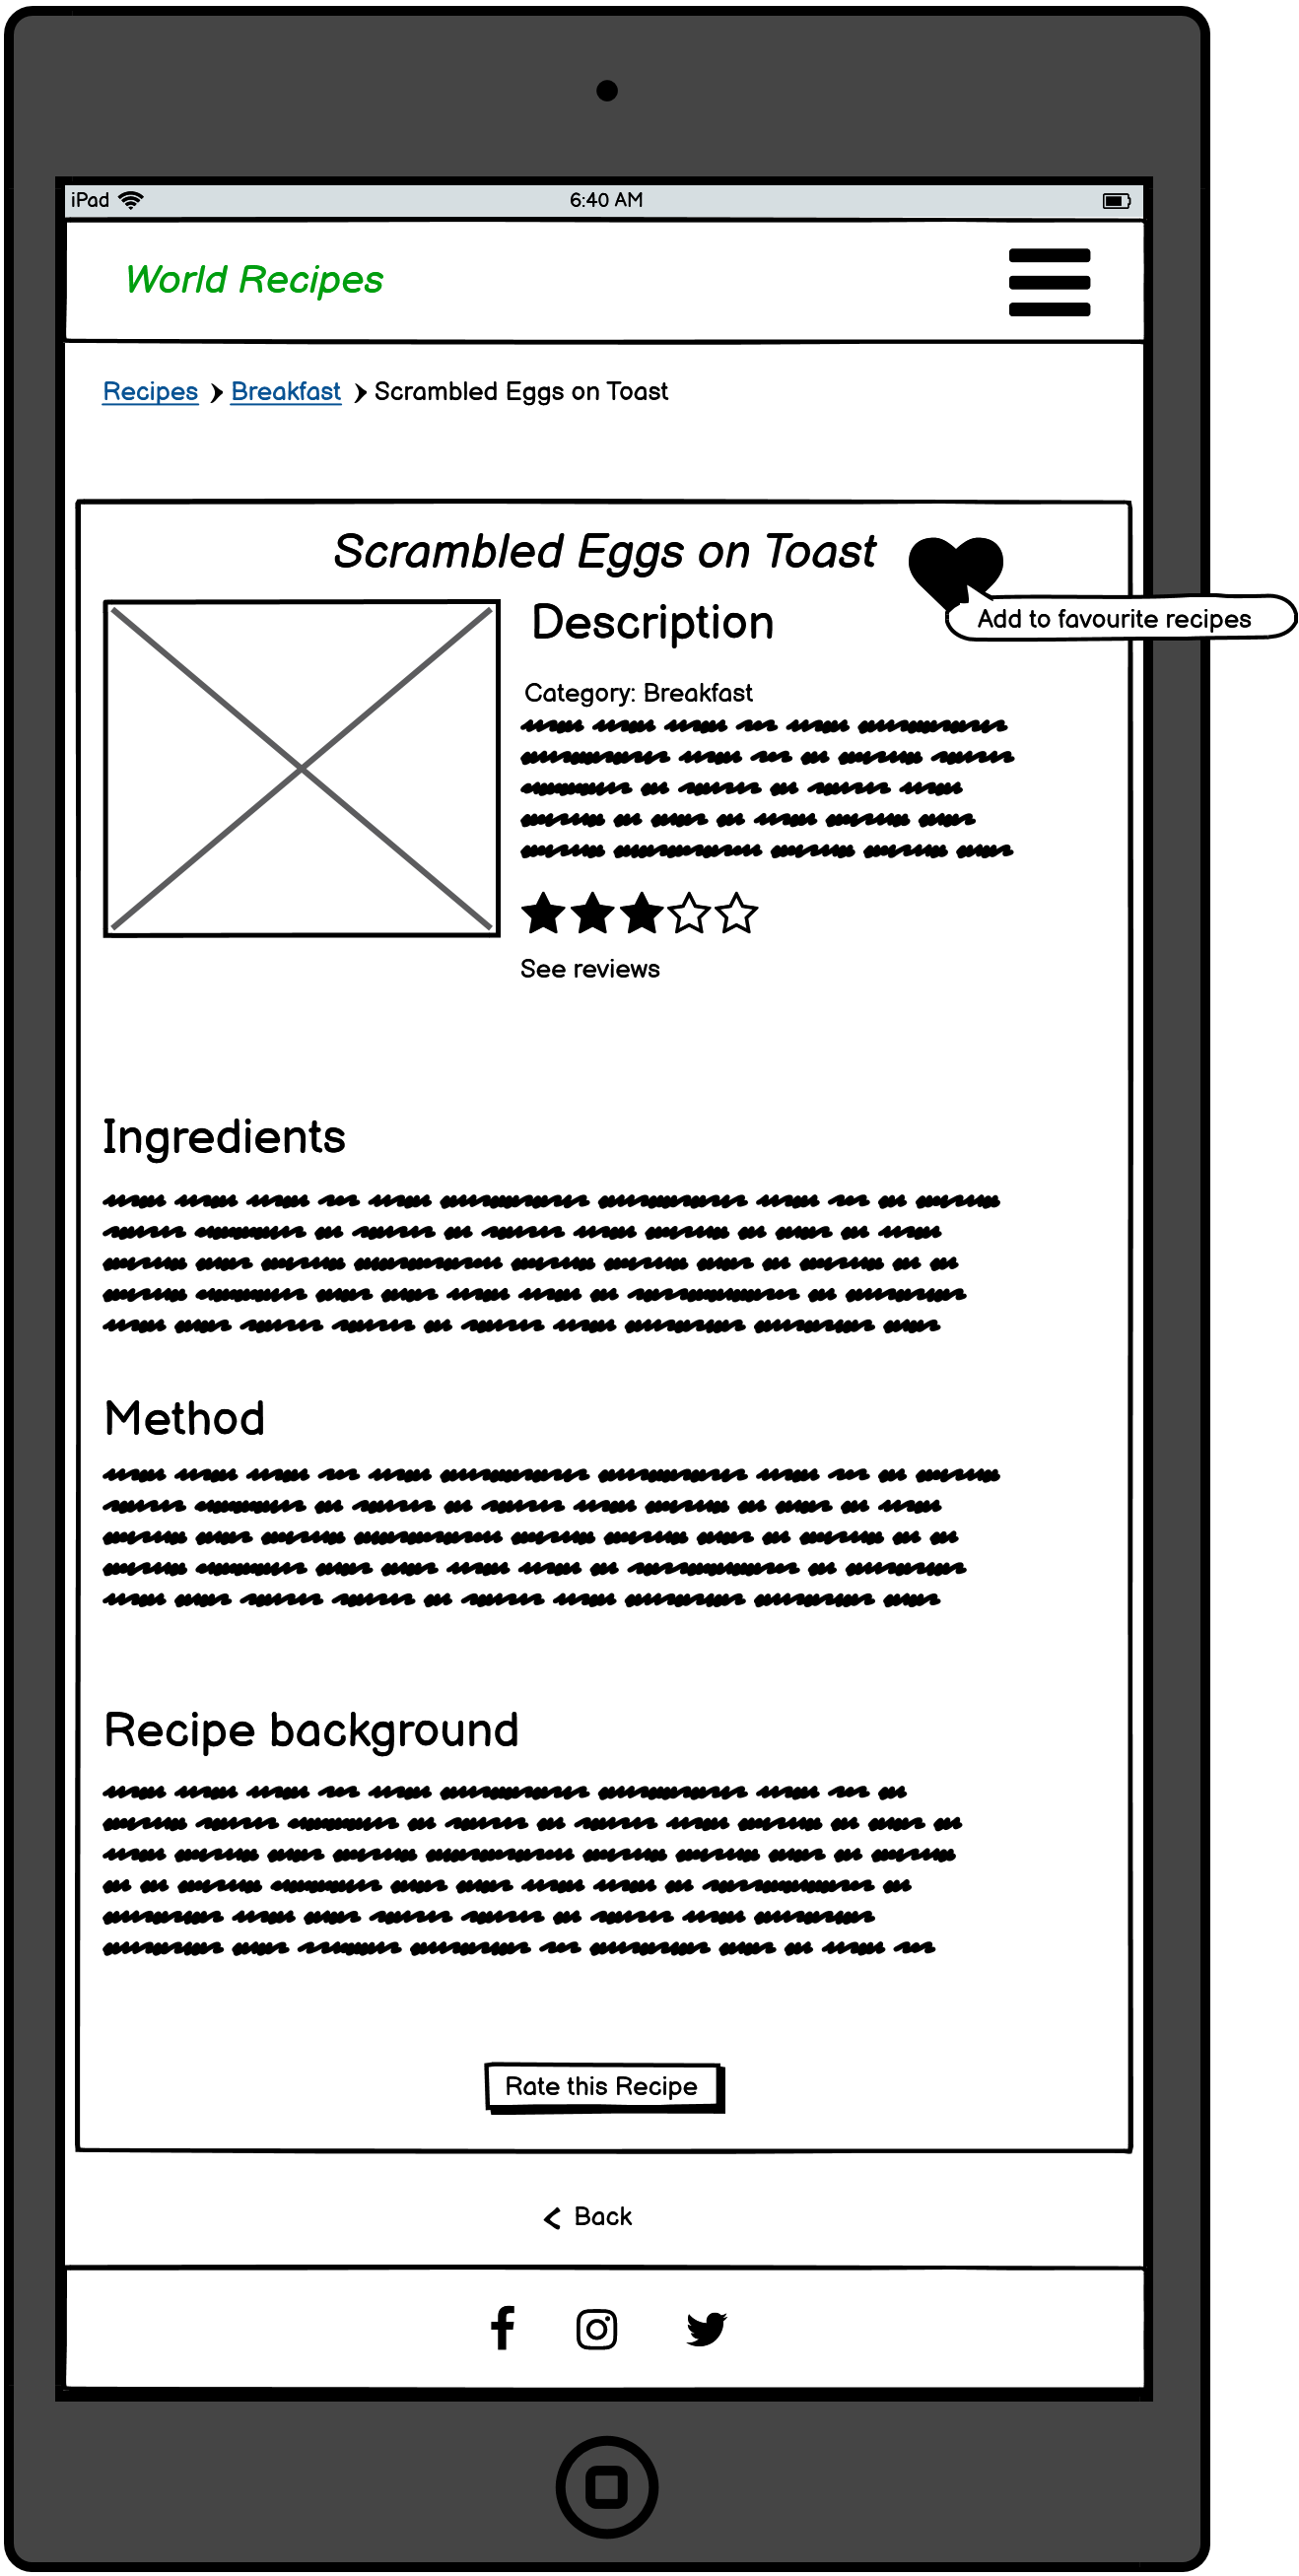 iPad 6:40 AM
World Recipes
Recipes Breakfast Scrambled Eggs on Toast
Scrambled Eggs on Toast
Add to favourite recipes
Description
Category: Breakfast
See reviews
Ingredients
Method
Recipe background
Rate this Recipe
Back